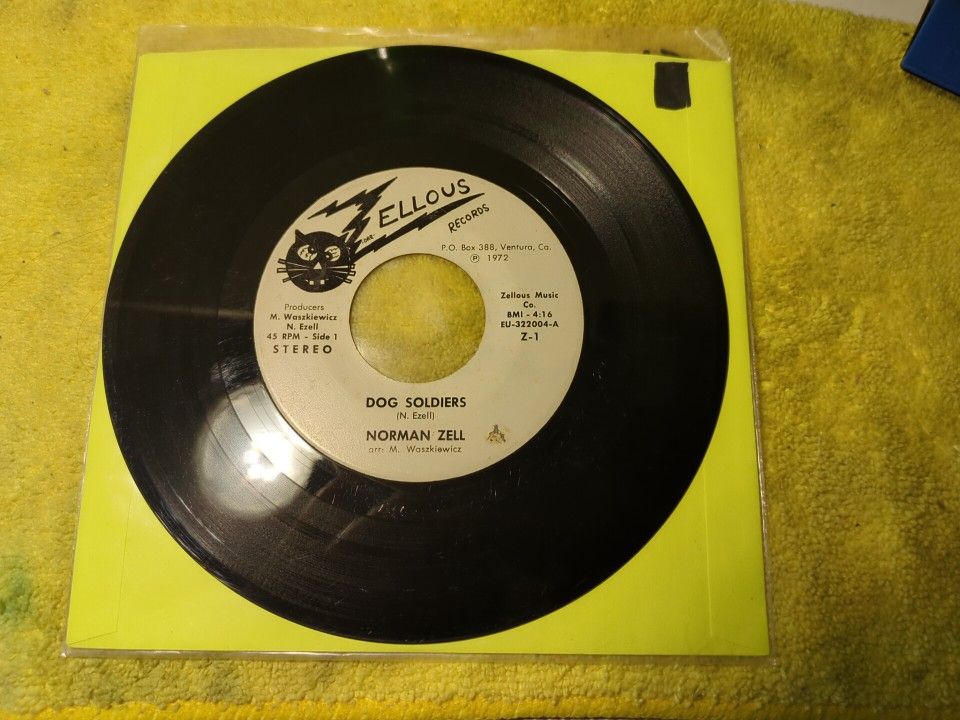 ZELLOUS
RECORDS
P.O. Box 388, Ventura, Ca.
Ⓟ 1972
Producers
M. Waszkiewicz
N. Ezell
45 RPM - Side 1
STEREO
Zellous Music
Co.
BMI - 4:16
EU-322004-A
Z-1
DOG SOLDIERS
(N. Ezell)
NORMAN ZELL
arr: M. Waszkiewicz